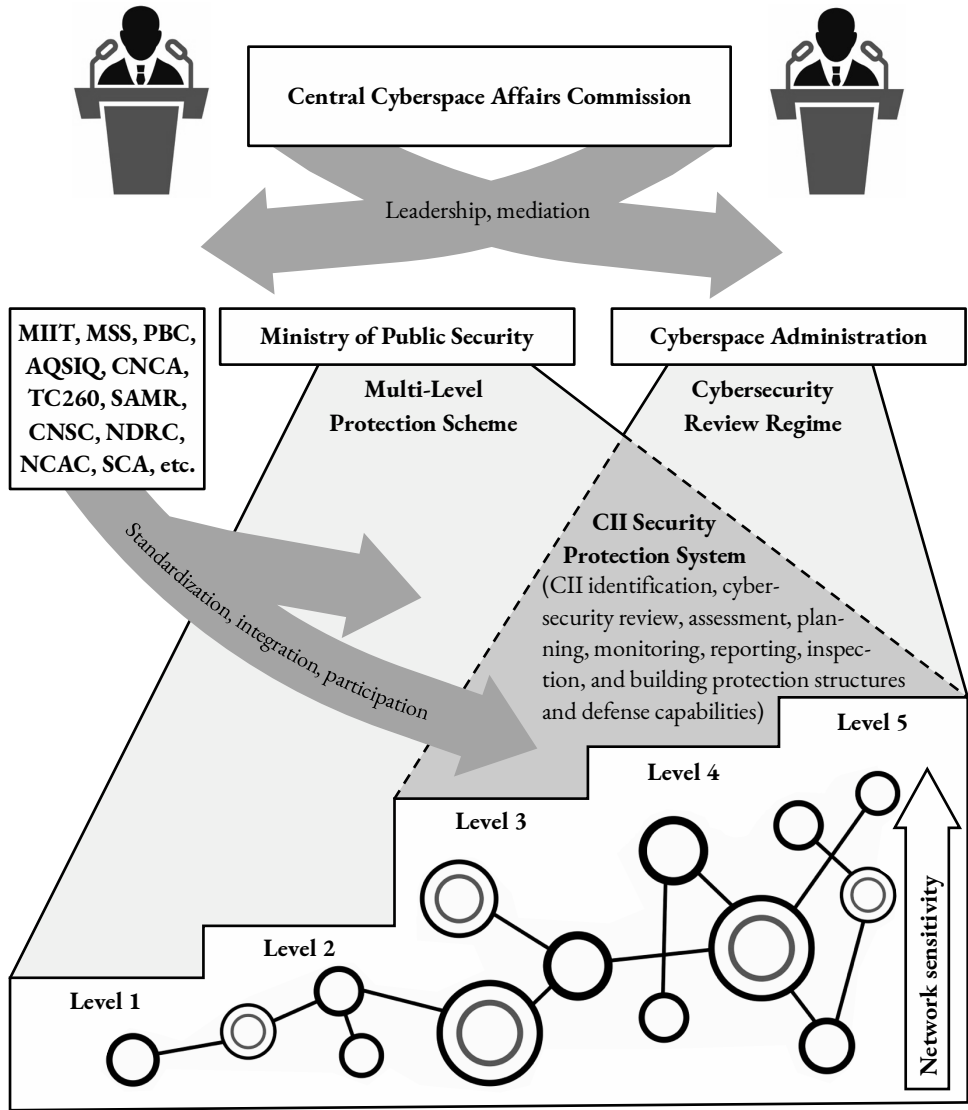 Central Cyberspace Affairs Commission
Leadership, mediation
MIIT, MSS, PBC,
AQSIQ, CNCA,
TC260, SAMR,
CNSC, NDRC,
NCAC, SCA, etc.
Ministry of Public Security
Cyberspace Administration
Multi-Level
Protection Scheme
Cybersecurity
Review Regime
Standardization, integration, participation
CII Security
Protection System
(CII identification, cyber-
security review, assessment, plan-
ning, monitoring, reporting, inspec-
tion, and building protection structures
and defense capabilities)
Level 5
Level 4
Level 3
Level 2
Level 1
Network sensitivity